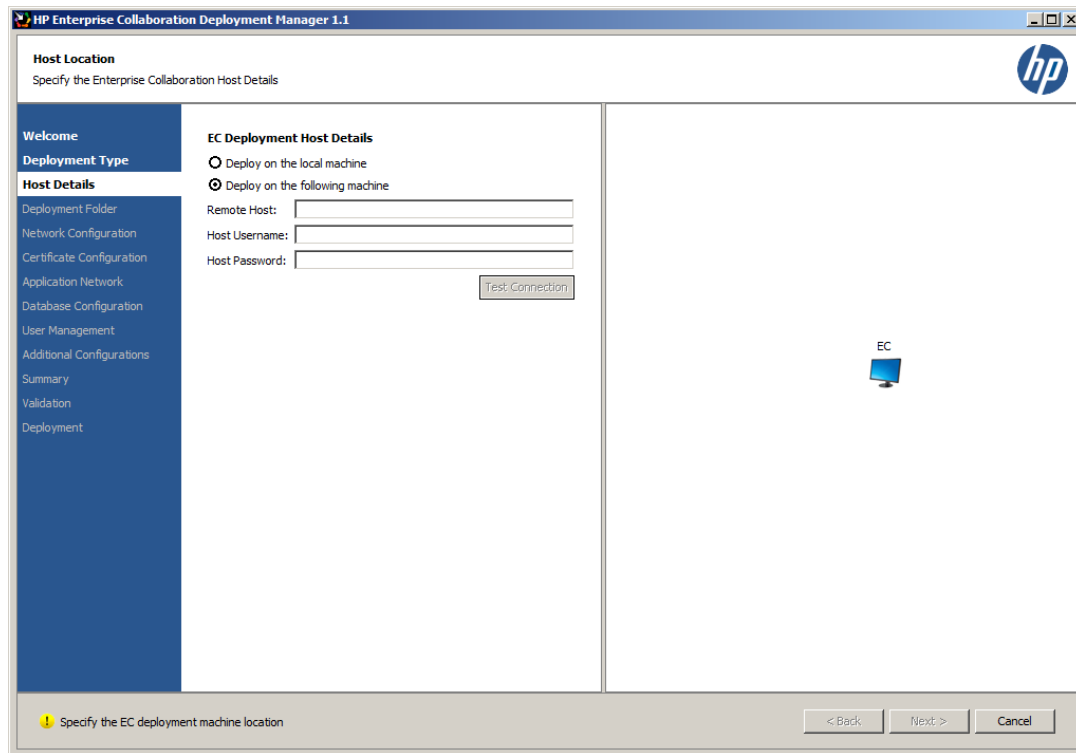 HP Enterprise Collaboration Deployment Manager 1.1
Host Location
Specify the Enterprise Collaboration Host Details
hp
Welcome
Deployment Type
Host Details
Deployment Folder
Network Configuration
Certificate Configuration
Application Network
Database Configuration
User Management
Additional Configurations
Summary
Validation
Deployment
EC Deployment Host Details
Deploy on the local machine
Deploy on the following machine
Remote Host:
Host Username:
Host Password:
Test Connection
EC
Specify the EC deployment machine location
< Back
Next >
Cancel